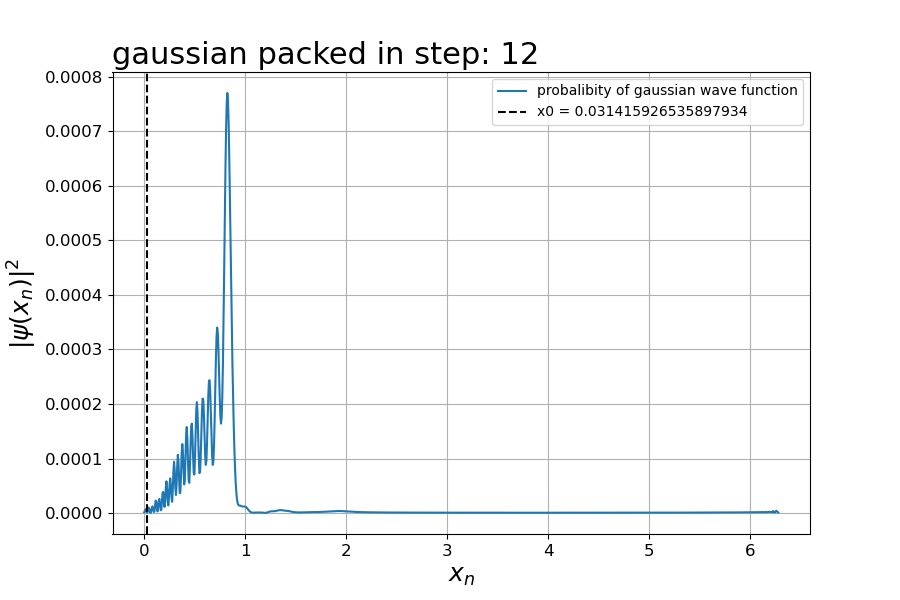 gaussian packed in step: 12
probalibity of gaussian wave function
x0 = 0.031415926535897934
|ψ(xₙ)|²
0.0008
0.0007
0.0006
0.0005
0.0004
0.0003
0.0002
0.0001
0.0000
0 1 2 3 4 5 6
xₙ